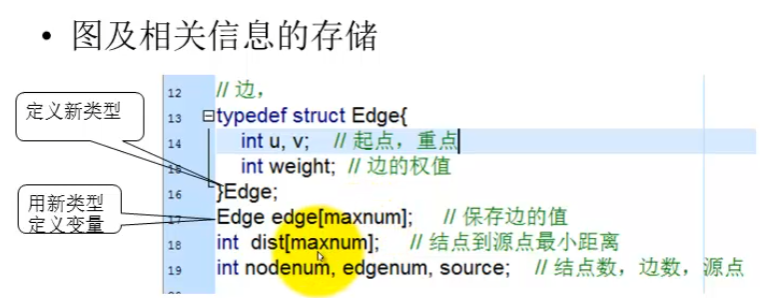 • 图及相关信息的存储
定义新类型
用新类型
定义变量
12 // 边，
13 typedef struct Edge{
14 int u, v; // 起点，重点
15 int weight; // 边的权值
16 }Edge;
17 Edge edge[maxnum]; // 保存边的值
18 int dist[maxnum]; // 结点到源点最小距离
19 int nodenum, edgenum, source; // 结点数，边数，源点